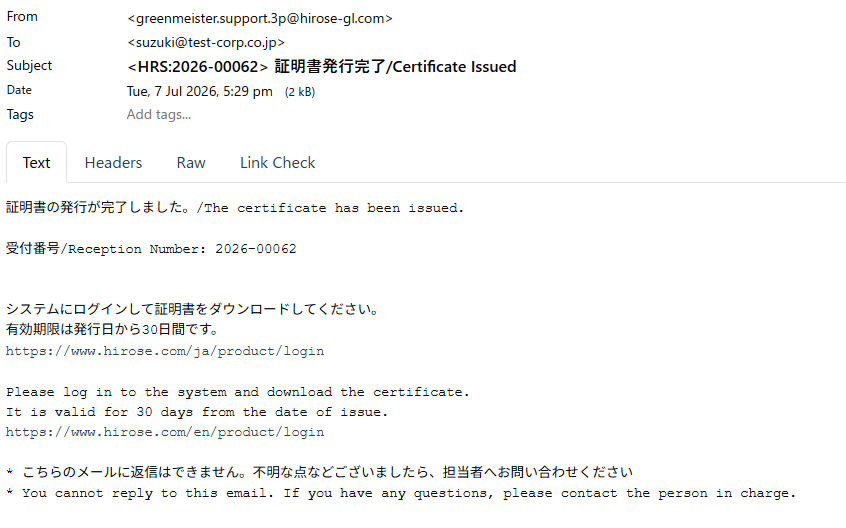 From <greenmeister.support.3p@hirose-gl.com>
To <suzuki@test-corp.co.jp>
Subject <HRS:2026-00062> 証明書発行完了/Certificate Issued
Date Tue, 7 Jul 2026, 5:29 pm (2 kB)
Tags Add tags...
Text Headers Raw Link Check
証明書の発行が完了しました。/The certificate has been issued.
受付番号/Reception Number: 2026-00062
システムにログインして証明書をダウンロードしてください。
有効期限は発行日から30日間です。
https://www.hirose.com/ja/product/login
Please log in to the system and download the certificate.
It is valid for 30 days from the date of issue.
https://www.hirose.com/en/product/login
* こちらのメールに返信はできません。不明な点などございましたら、担当者へお問い合わせください
* You cannot reply to this email. If you have any questions, please contact the person in charge.